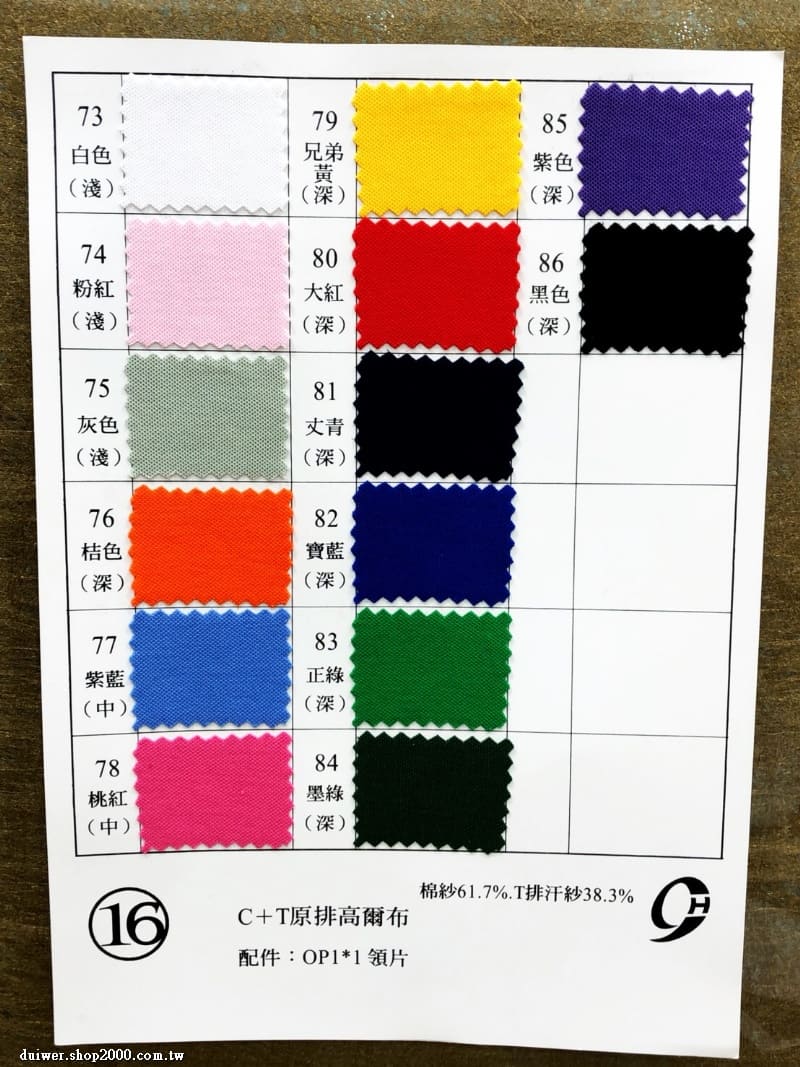 73
白色
(淺)
74
粉紅
(淺)
75
灰色
(淺)
76
桔色
(深)
77
紫藍
(中)
78
桃紅
(中)
79
兄弟
黃
(深)
80
大紅
(深)
81
丈青
(深)
82
寶藍
(深)
83
正綠
(深)
84
墨綠
(深)
85
紫色
(深)
86
黑色
(深)
棉紗61.7%.T排汗紗38.3%
16
C+T原排高爾布
配件：OP1*1領片
9H
duiwer.shop2000.com.tw